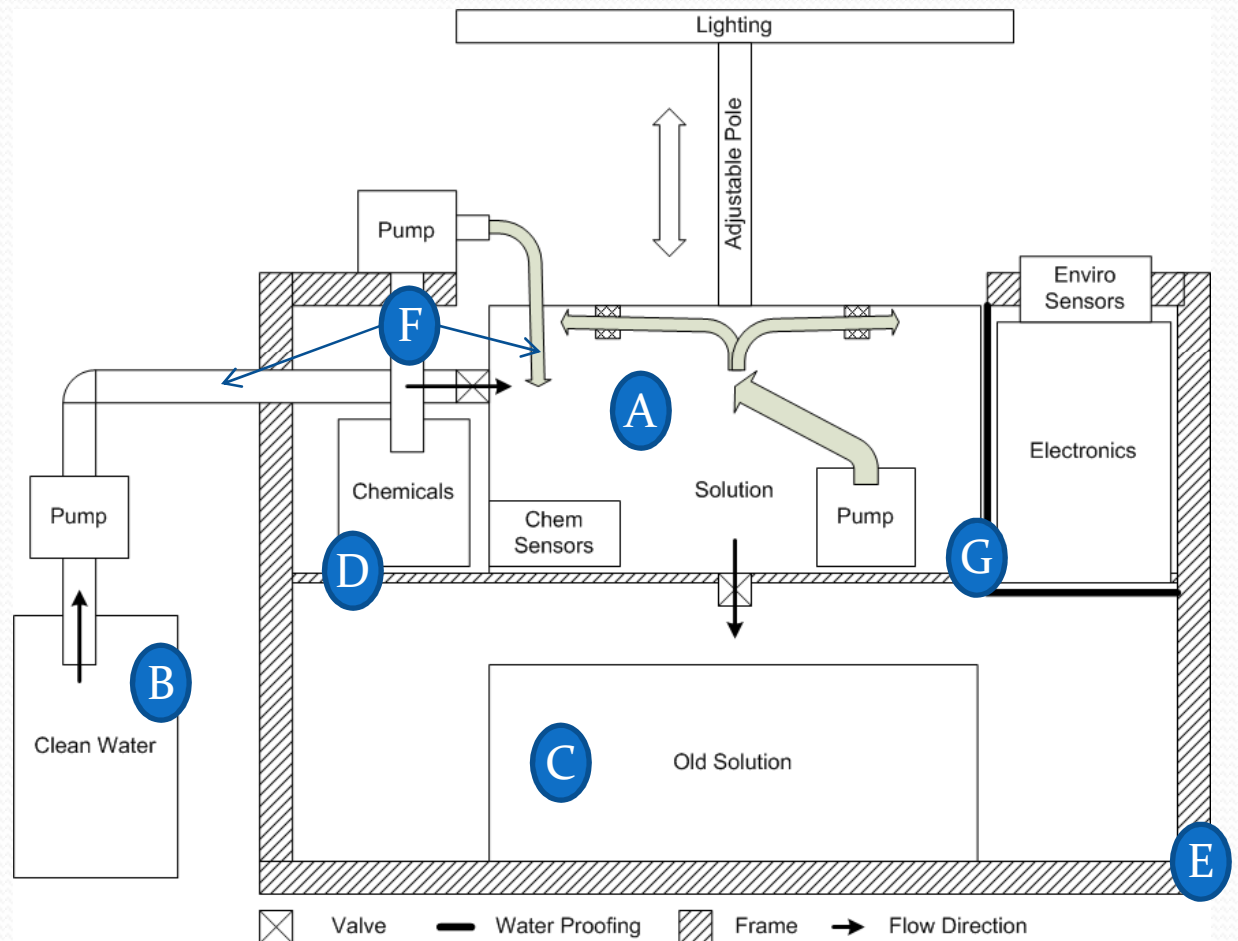 Lighting
Adjustable Pole
Pump
Enviro
Sensors
F
A
Electronics
Chemicals
Solution
Pump
Pump
Chem
Sensors
D
G
B
Clean Water
C
Old Solution
E
Valve
Water Proofing
Frame
Flow Direction